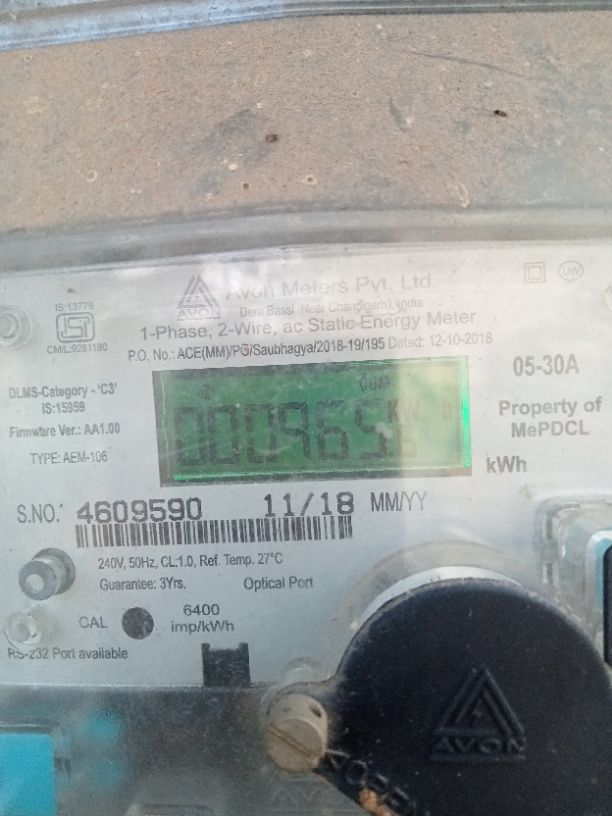 Avon Meters Pvt. Ltd.
Dera Bassi (Near Chandigarh) India
1-Phase, 2-Wire, ac Static Energy Meter
P.O. No.: ACE(MM)/PG/Saubhagya/2018-19/195 Dated: 12-10-2018
IS:13779
ISI
CM/L:9281180
AVON
UW
DLMS-Category - 'C3'
IS:15959
Firmware Ver.: AA1.00
TYPE: AEM-106
CUM
000965 KW h
05-30A
Property of
MePDCL
kWh
S.NO. 4609590 11/18 MM/YY
240V, 50Hz, CL:1.0, Ref. Temp. 27°C
Guarantee: 3Yrs. Optical Port
CAL 6400
imp/kWh
RS-232 Port available
AVON